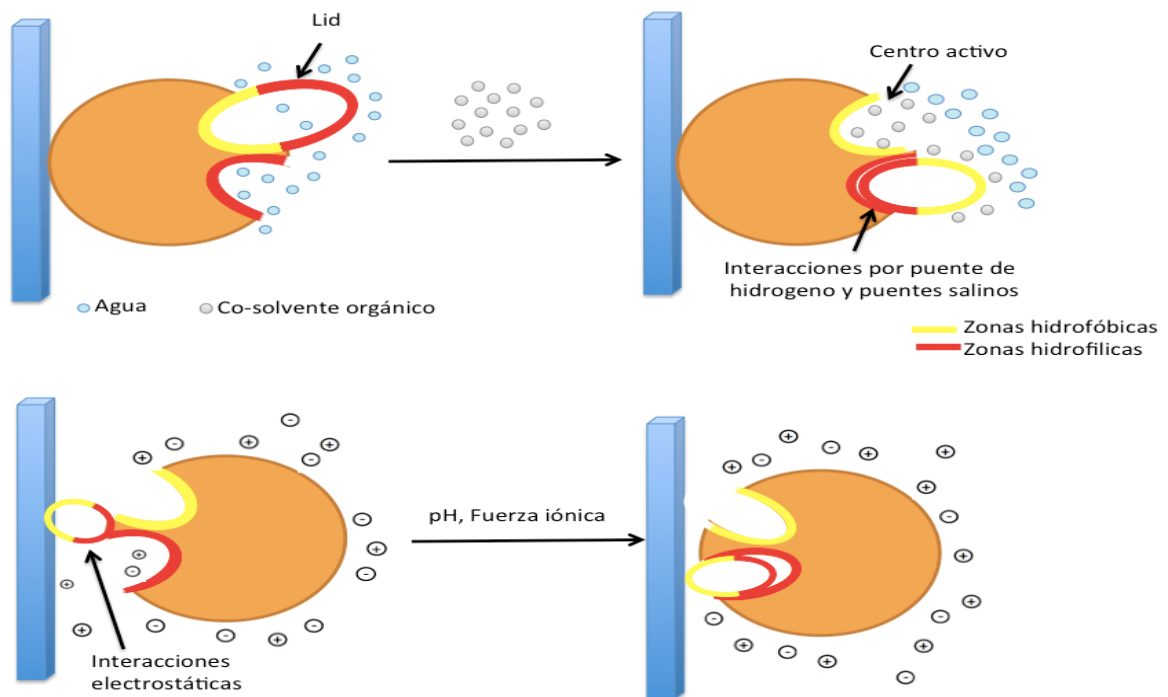 Lid
Centro activo
Interacciones por puente de
hidrogeno y puentes salinos
Agua
Co-solvente orgánico
Zonas hidrofóbicas
Zonas hidrofilicas
pH, Fuerza iónica
Interacciones
electrostáticas